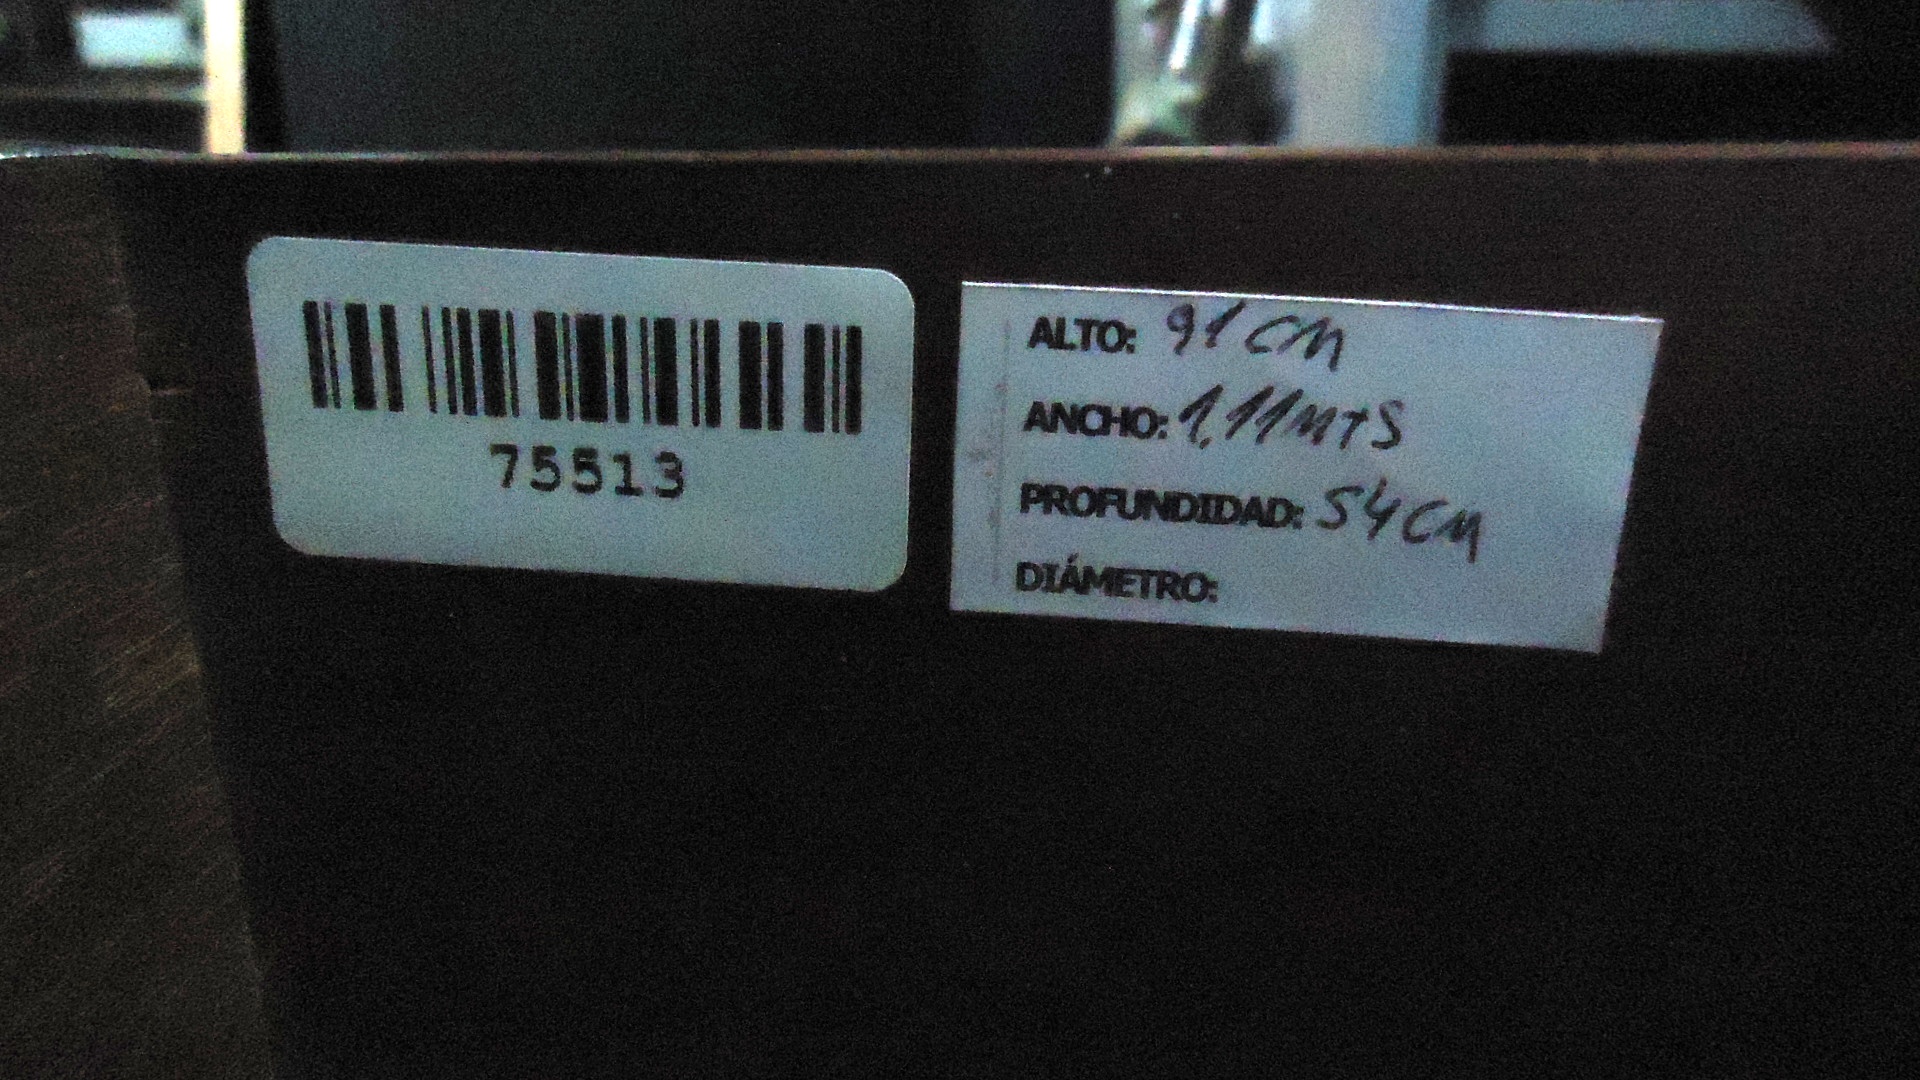 75513
ALTO: 91 CM
ANCHO: 1,11 MTS
PROFUNDIDAD: 54 CM
DIÁMETRO: